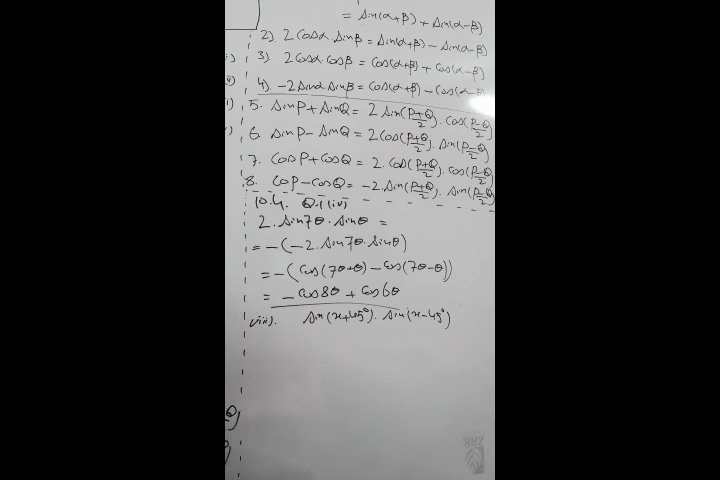 = Sin(α+β) + Sin(α−β)
2). 2 Cosα . Sinβ = Sin(α+β) − Sin(α−β)
3). 2 Cosα . Cosβ = Cos(α+β) + Cos(α−β)
4). −2 Sinα Sinβ = Cos(α+β) − Cos(α−β
5. SinP + SinQ = 2 Sin(P+Q/2) . Cos(P−Q/2)
6. SinP − SinQ = 2 Cos(P+Q/2) . Sin(P−Q/2)
7. CosP + CosQ = 2. Cos(P+Q/2) . Cos(P−Q/2)
8. CoP − CosQ = −2. Sin(P+Q/2) . Sin(P−Q/2)
10.4. Q.1 (iv)
2. Sin7θ . Sinθ =
= −(−2. Sin7θ. Sinθ)
= −(Cos(7θ+θ) − Cos(7θ−θ))
= − Cos8θ + Cos6θ
viii). Sin(x+45°). Sin(x−45°)